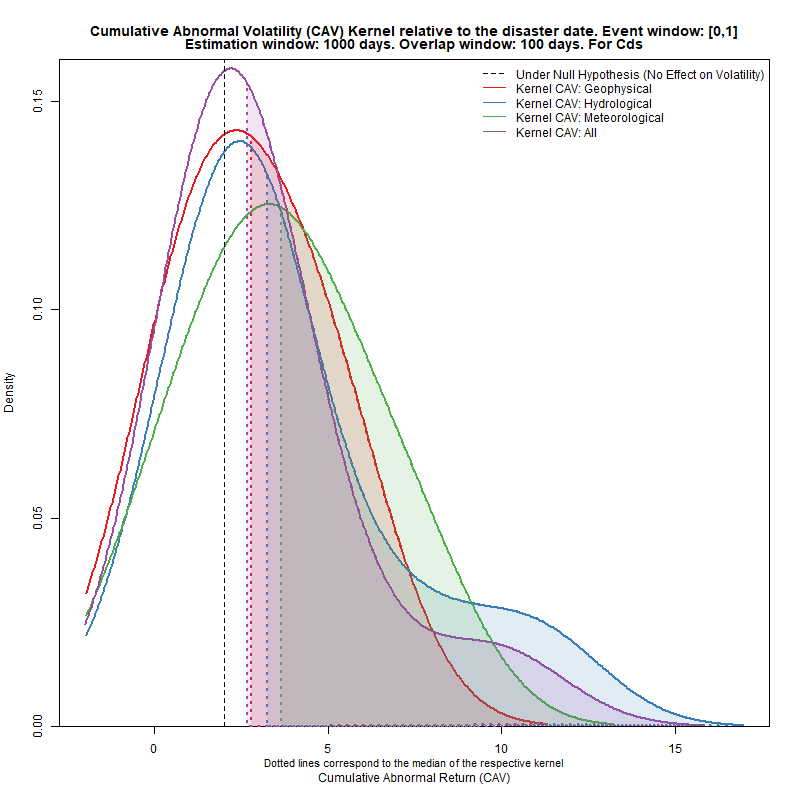 Cumulative Abnormal Volatility (CAV) Kernel relative to the disaster date. Event window: [0,1]
Estimation window: 1000 days. Overlap window: 100 days. For Cds
Under Null Hypothesis (No Effect on Volatility)
Kernel CAV: Geophysical
Kernel CAV: Hydrological
Kernel CAV: Meteorological
Kernel CAV: All
0.15
0.10
Density
0.05
0.00
0 5 10 15
Dotted lines correspond to the median of the respective kernel
Cumulative Abnormal Return (CAV)